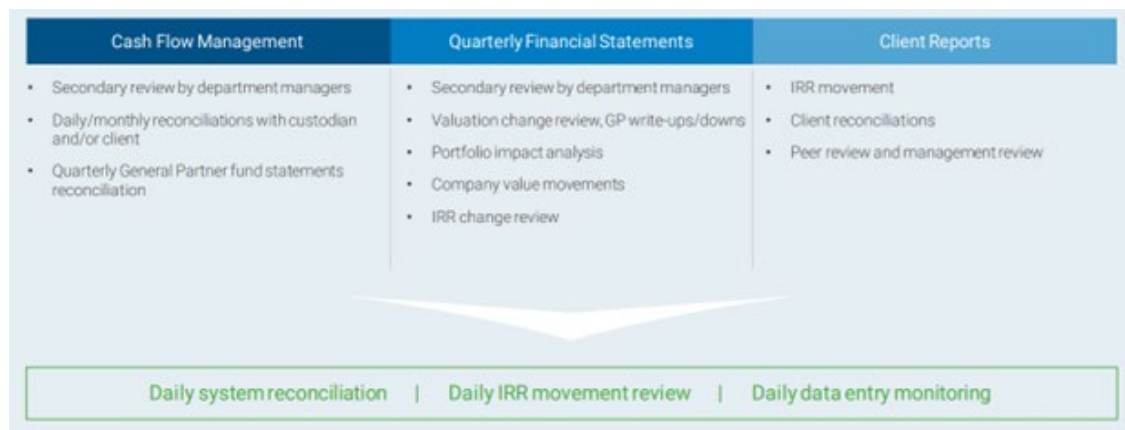 Cash Flow Management
Secondary review by department managers
Daily/monthly reconciliations with custodian
and/or client
Quarterly General Partner fund statements
reconciliation
Quarterly Financial Statements
Secondary review by department managers
Valuation change review, GP write-ups/downs
Portfolio impact analysis
Company value movements
IRR change review
Client Reports
IRR movement
Client reconciliations
Peer review and management review
Daily system reconciliation | Daily IRR movement review | Daily data entry monitoring